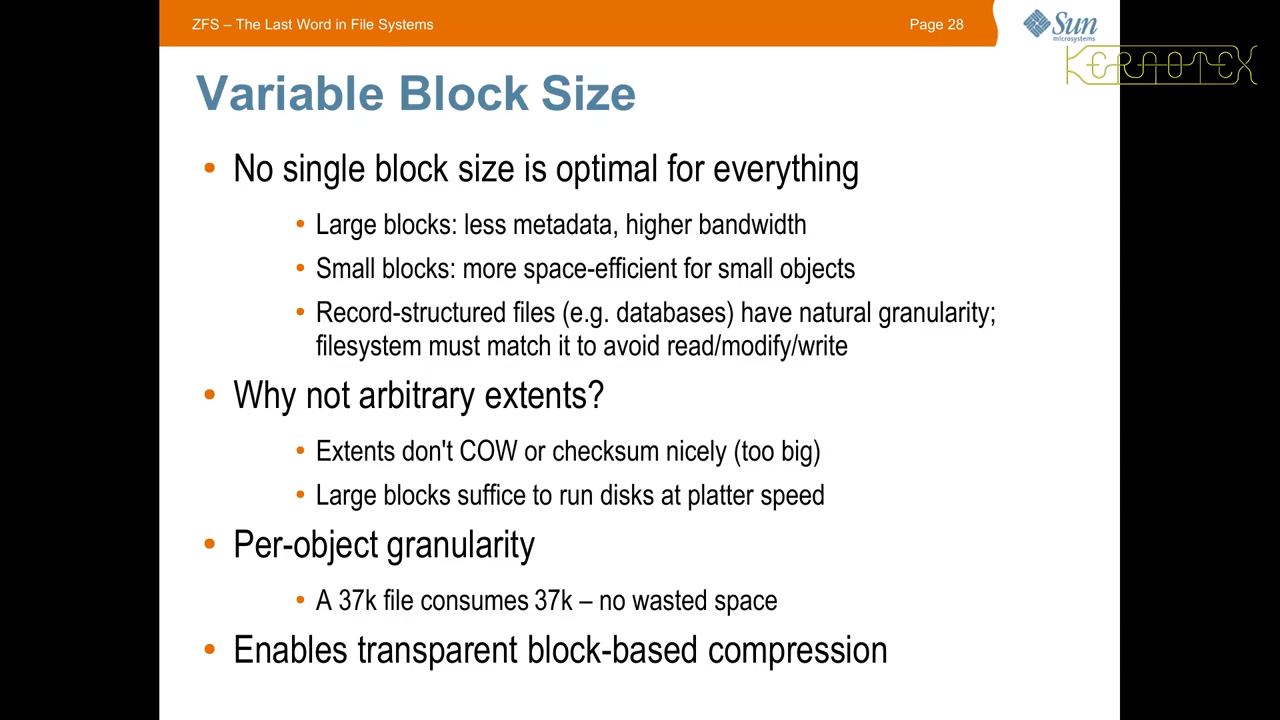 ZFS – The Last Word in File Systems
Page 28
Sun
microsystems
KERNOTEX
Variable Block Size
• No single block size is optimal for everything
• Large blocks: less metadata, higher bandwidth
• Small blocks: more space-efficient for small objects
• Record-structured files (e.g. databases) have natural granularity;
filesystem must match it to avoid read/modify/write
• Why not arbitrary extents?
• Extents don't COW or checksum nicely (too big)
• Large blocks suffice to run disks at platter speed
• Per-object granularity
• A 37k file consumes 37k – no wasted space
• Enables transparent block-based compression